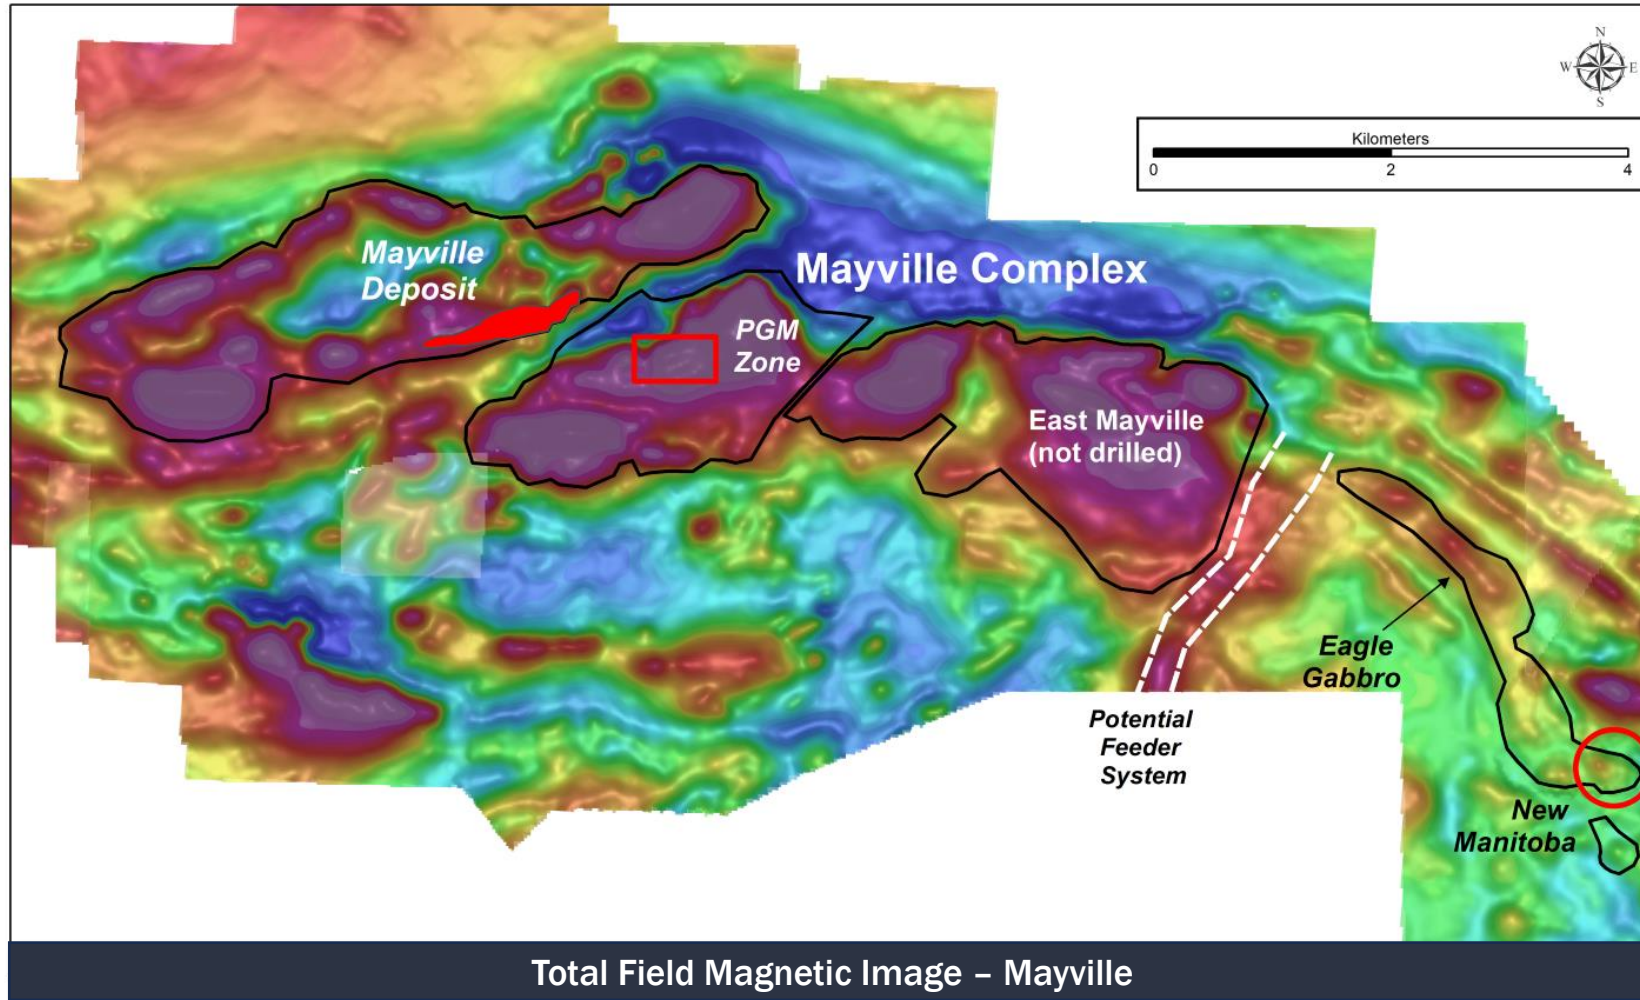 N
W E
S
Kilometers
0 2 4
Mayville
Deposit
Mayville Complex
PGM
Zone
East Mayville
(not drilled)
Eagle
Gabbro
Potential
Feeder
System
New
Manitoba
Total Field Magnetic Image – Mayville